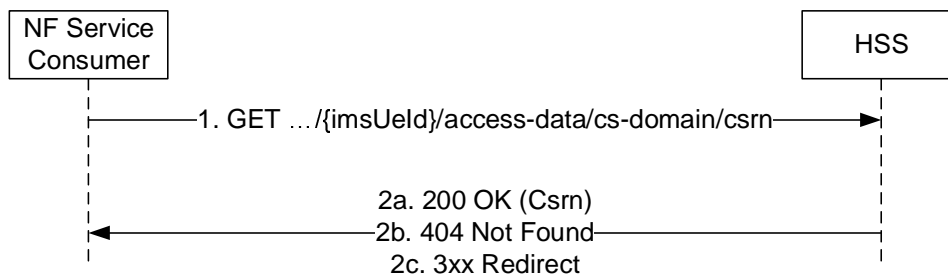 NF Service
Consumer
HSS
1. GET …/{imsUeId}/access-data/cs-domain/csrn
2a. 200 OK (Csrn)
2b. 404 Not Found
2c. 3xx Redirect